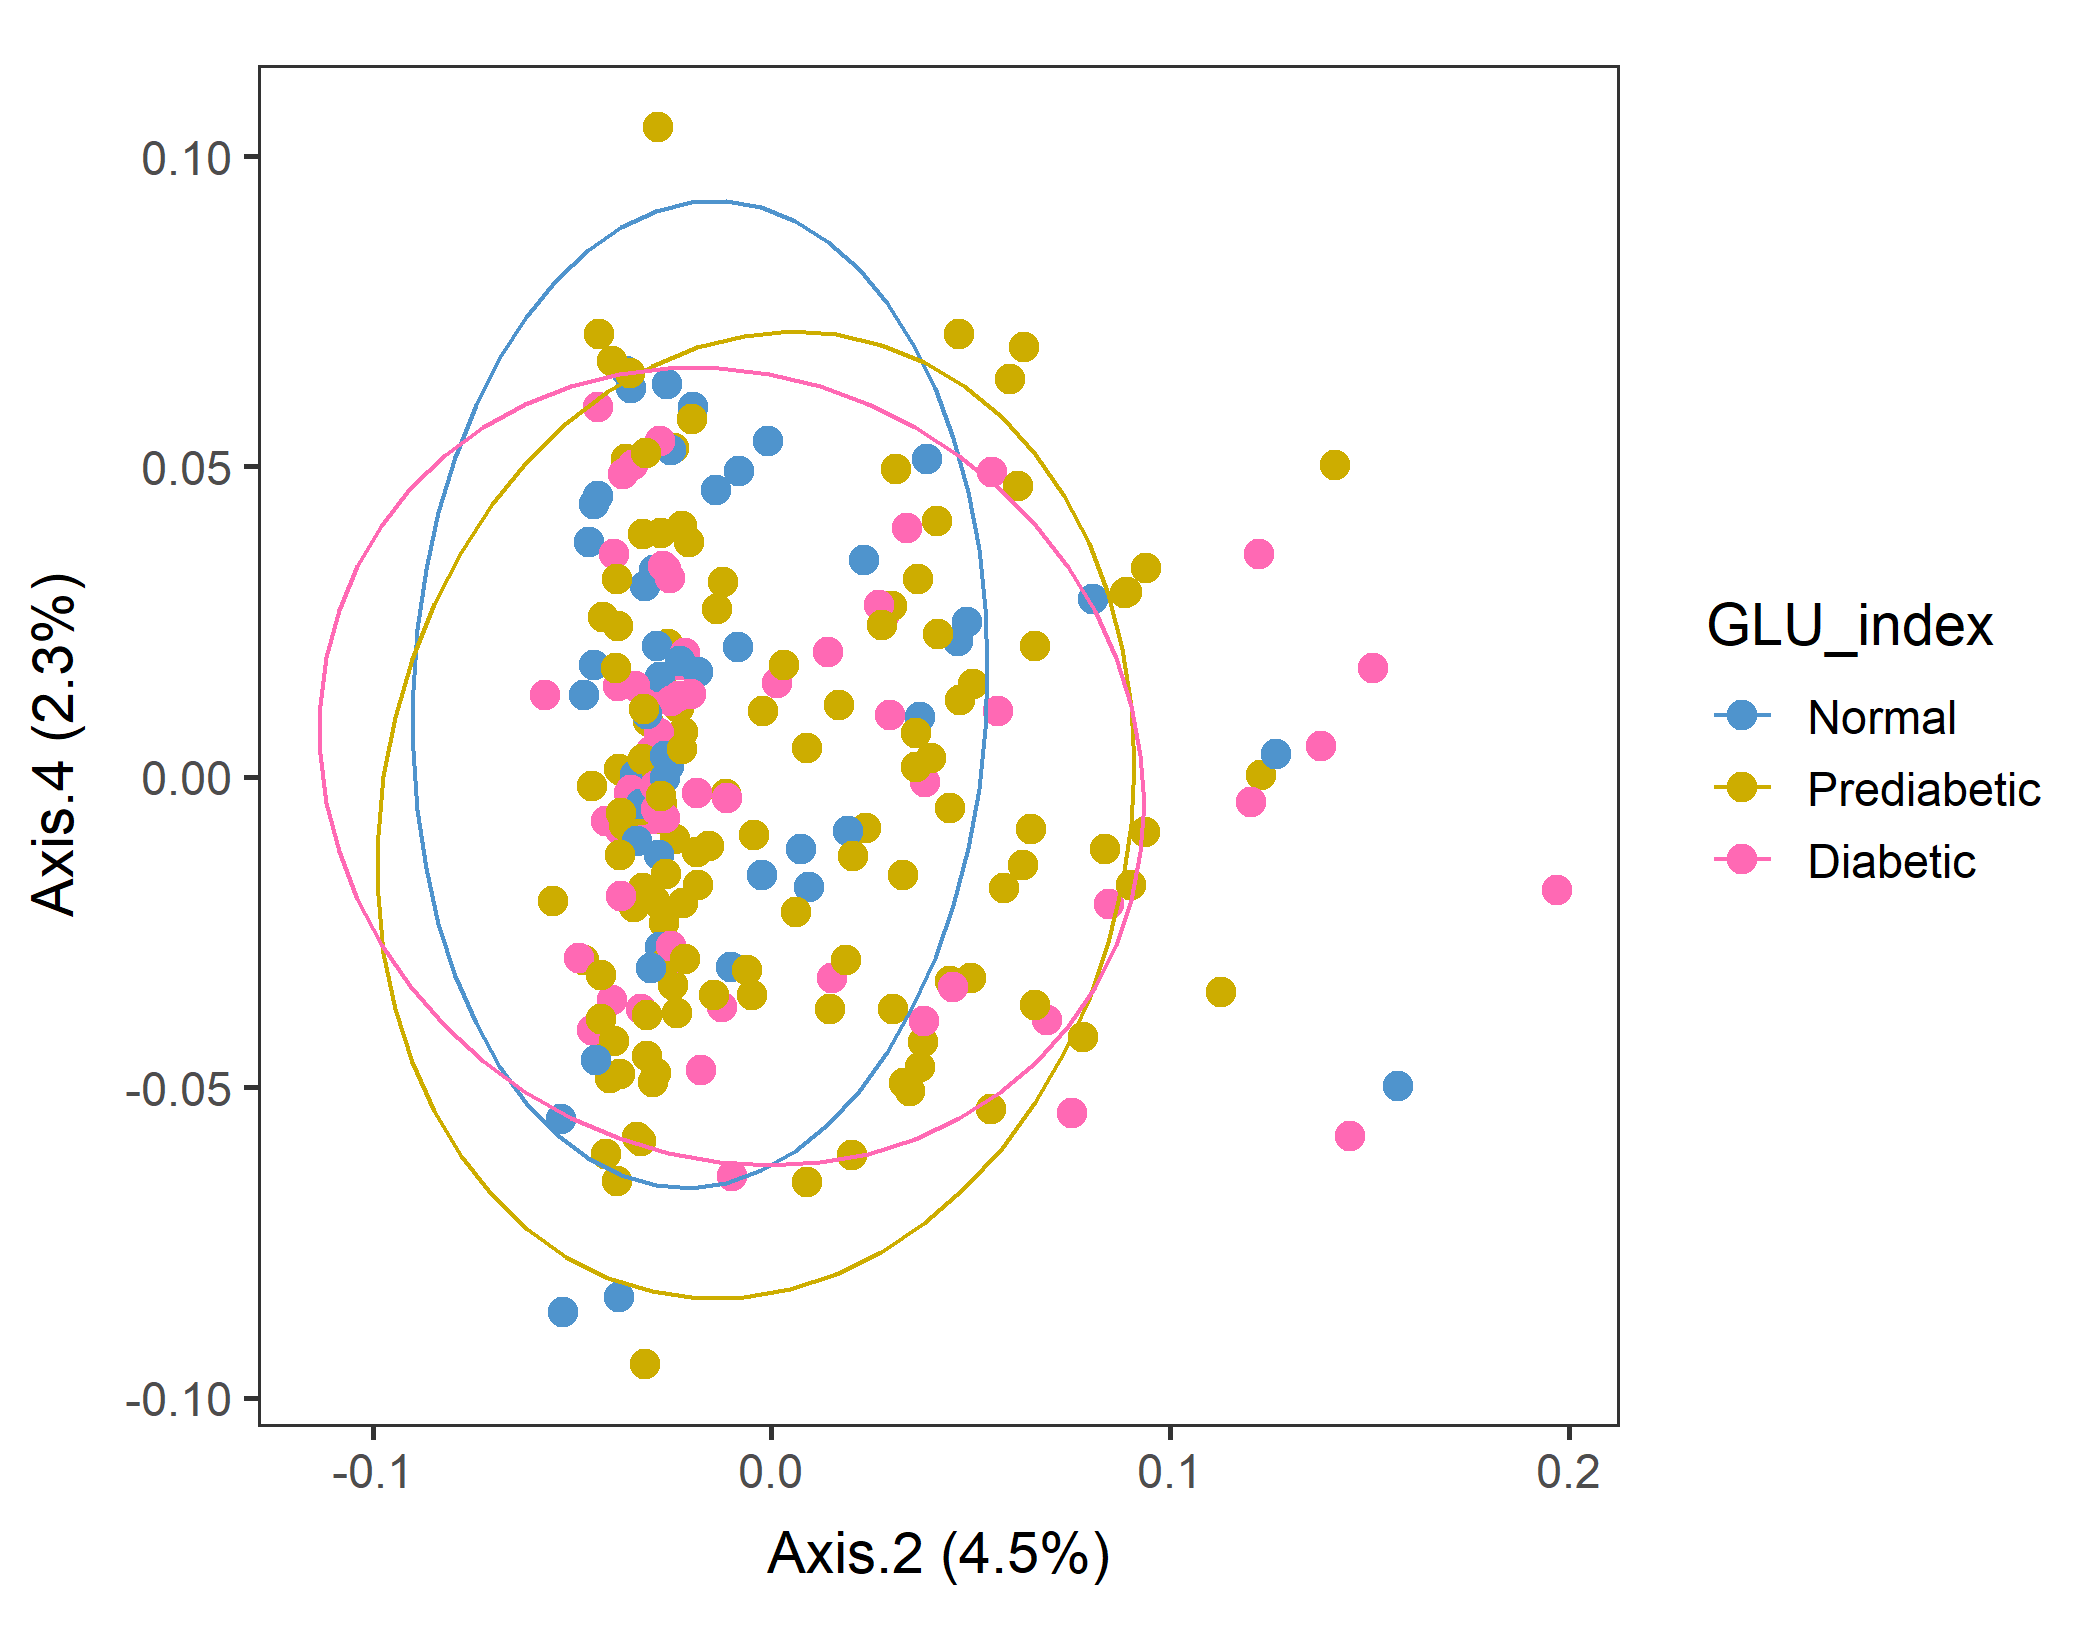 0.10
0.05
0.00
-0.05
-0.10
Axis.4 (2.3%)
-0.1
0.0
0.1
0.2
Axis.2 (4.5%)
GLU_index
Normal
Prediabetic
Diabetic